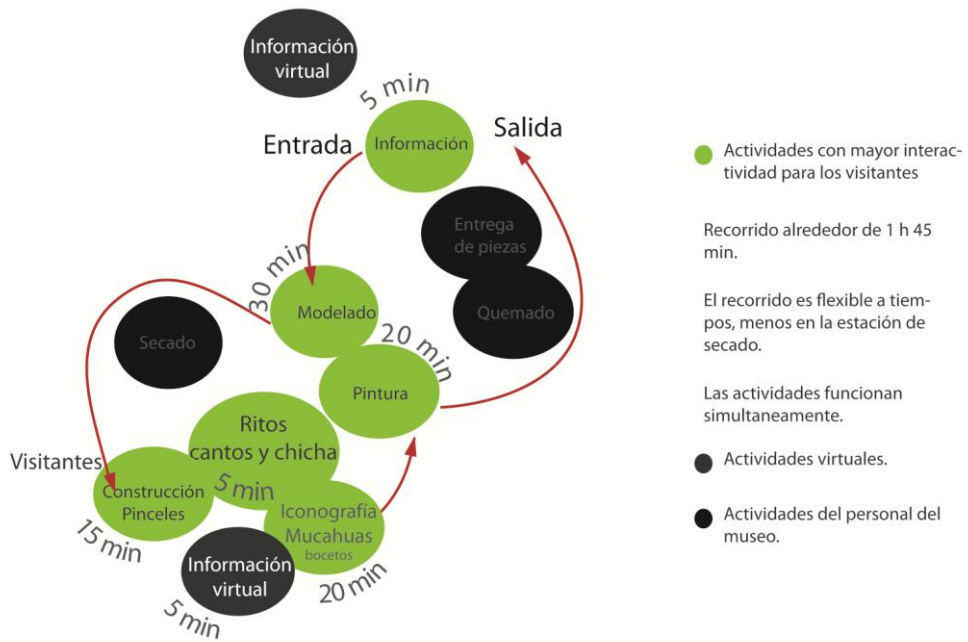 Información
virtual
5 min
Entrada
Información
Salida
Entrega
de piezas
30 min
Modelado
Quemado
20 min
Secado
Pintura
Ritos
cantos y chicha
5 min
Visitantes
Construcción
Pinceles
15 min
Iconografía
Mucahuas
bocetos
20 min
Información
virtual
5 min
Actividades con mayor interac-
tividad para los visitantes
Recorrido alrededor de 1 h 45
min.
El recorrido es flexible a tiem-
pos, menos en la estación de
secado.
Las actividades funcionan
simultaneamente.
Actividades virtuales.
Actividades del personal del
museo.